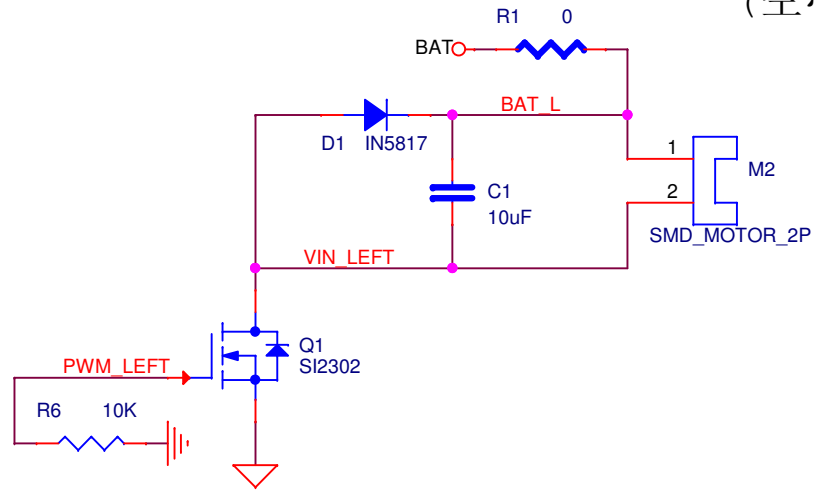 R1 0
BAT
BAT_L
D1 IN5817
1
M2
C1
2
10uF
SMD_MOTOR_2P
VIN_LEFT
Q1
SI2302
PWM_LEFT
R6 10K